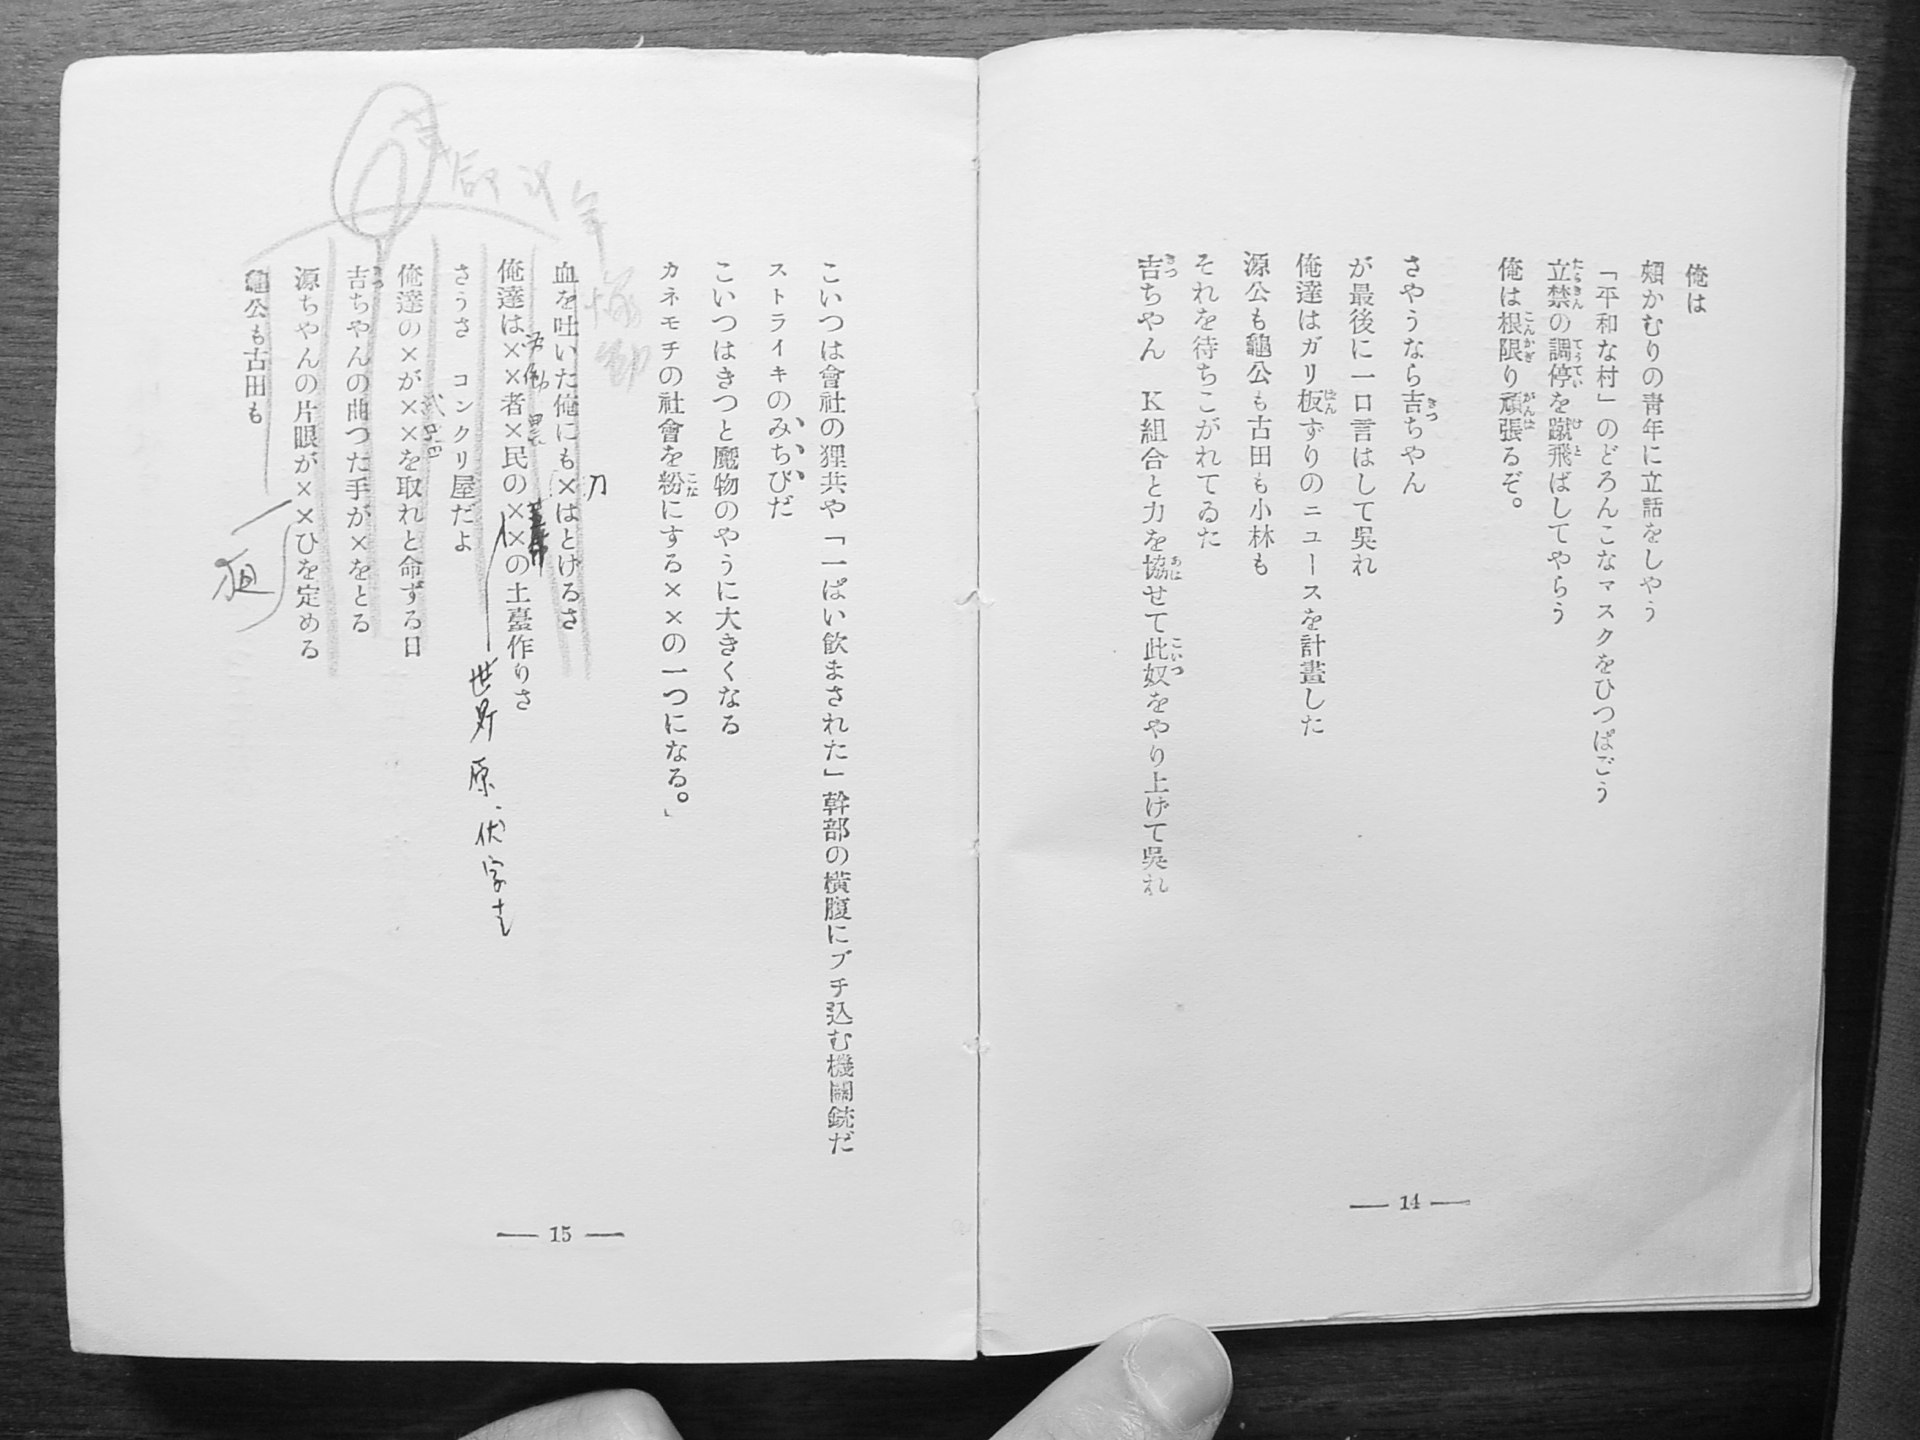 俺は
頰かむりの靑年に立話をしやう
「平和な村」のどろんこなマスクをひつぱごう
立禁の調停を蹴飛ばしてやらう
俺は根限り頑張るぞ。
さやうなら吉ちやん
が最後に一口言はして吳れ
俺達はガリ板ずりのニュースを計畫した
源公も龜公も古田も小林も
それを待ちこがれてゐた
吉ちやん　K組合と力を協せて此奴をやり上げて吳れ
— 14 —
こいつは會社の狸共や「一ぱい飮まされた」幹部の橫腹にブチ込む機關銃だ
ストライキのみちびだ
こいつはきつと魔物のやうに大きくなる
カネモチの社會を粉にする××の一つになる。」
血を吐いた俺にも×はとげるさ
刀
俺達は××者×民の××の土臺作りさ
世界
原.伏字
さうさ　コンクリ屋だよ
俺達の×が××を取れと命ずる日
吉ちやんの曲つた手が×をとる
源ちやんの片眼が××ひを定める
狙
龜公も古田も
— 15 —